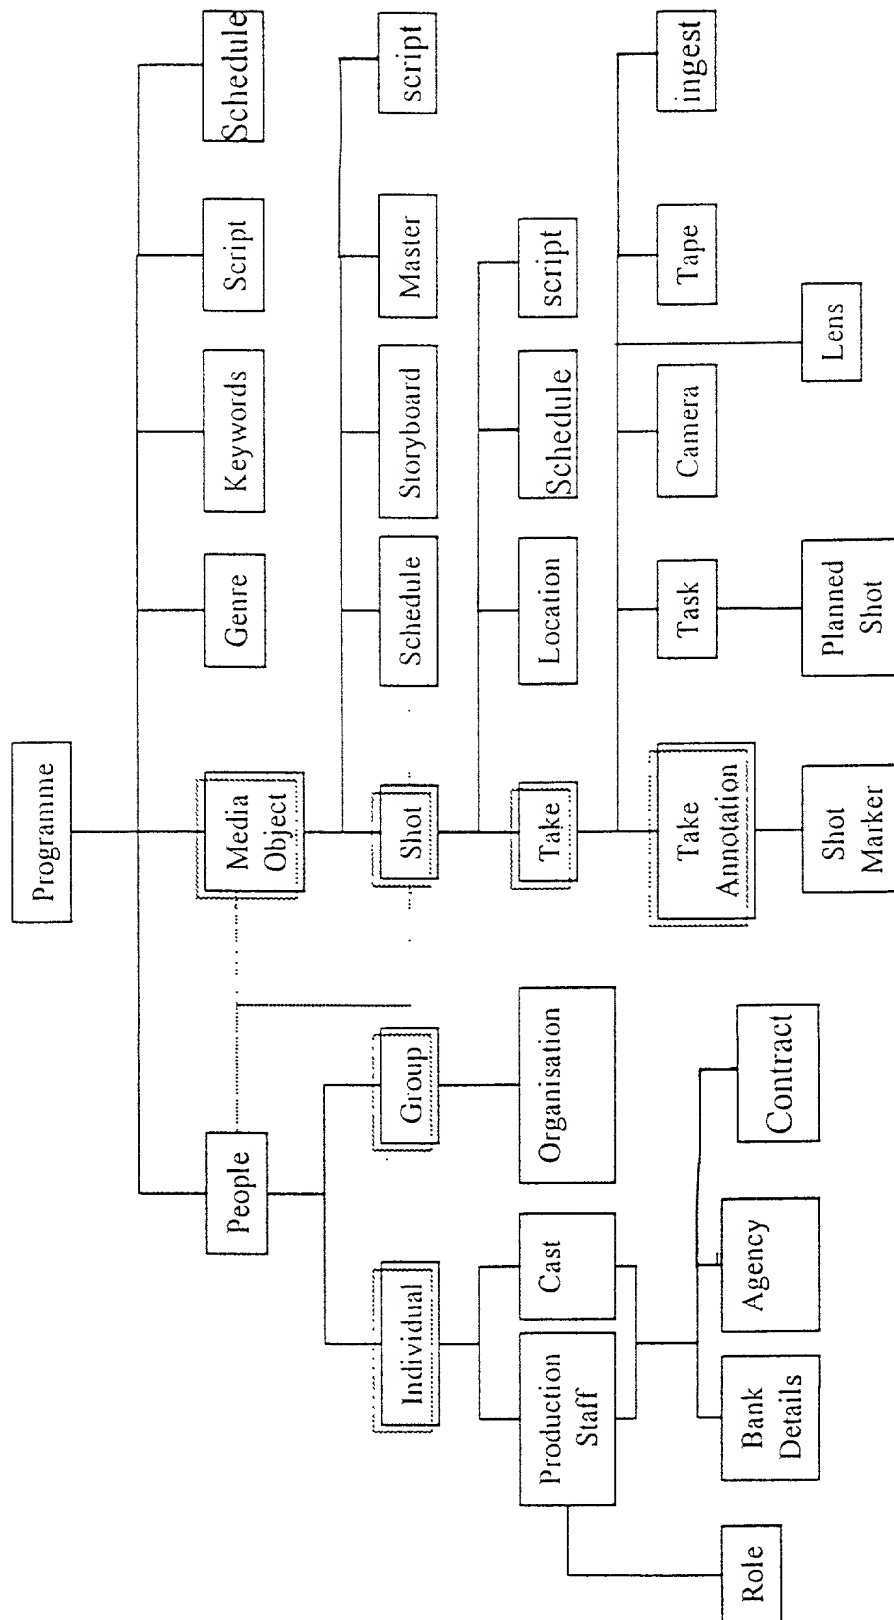 Programme
People
Media
Object
Genre
Keywords
Script
Schedule
Individual
Group
Shot
Schedule
Storyboard
Master
script
Production
Staff
Cast
Organisation
Take
Location
Schedule
script
Take
Annotation
Task
Camera
Tape
ingest
Role
Bank
Details
Agency
Contract
Shot
Marker
Planned
Shot
Lens